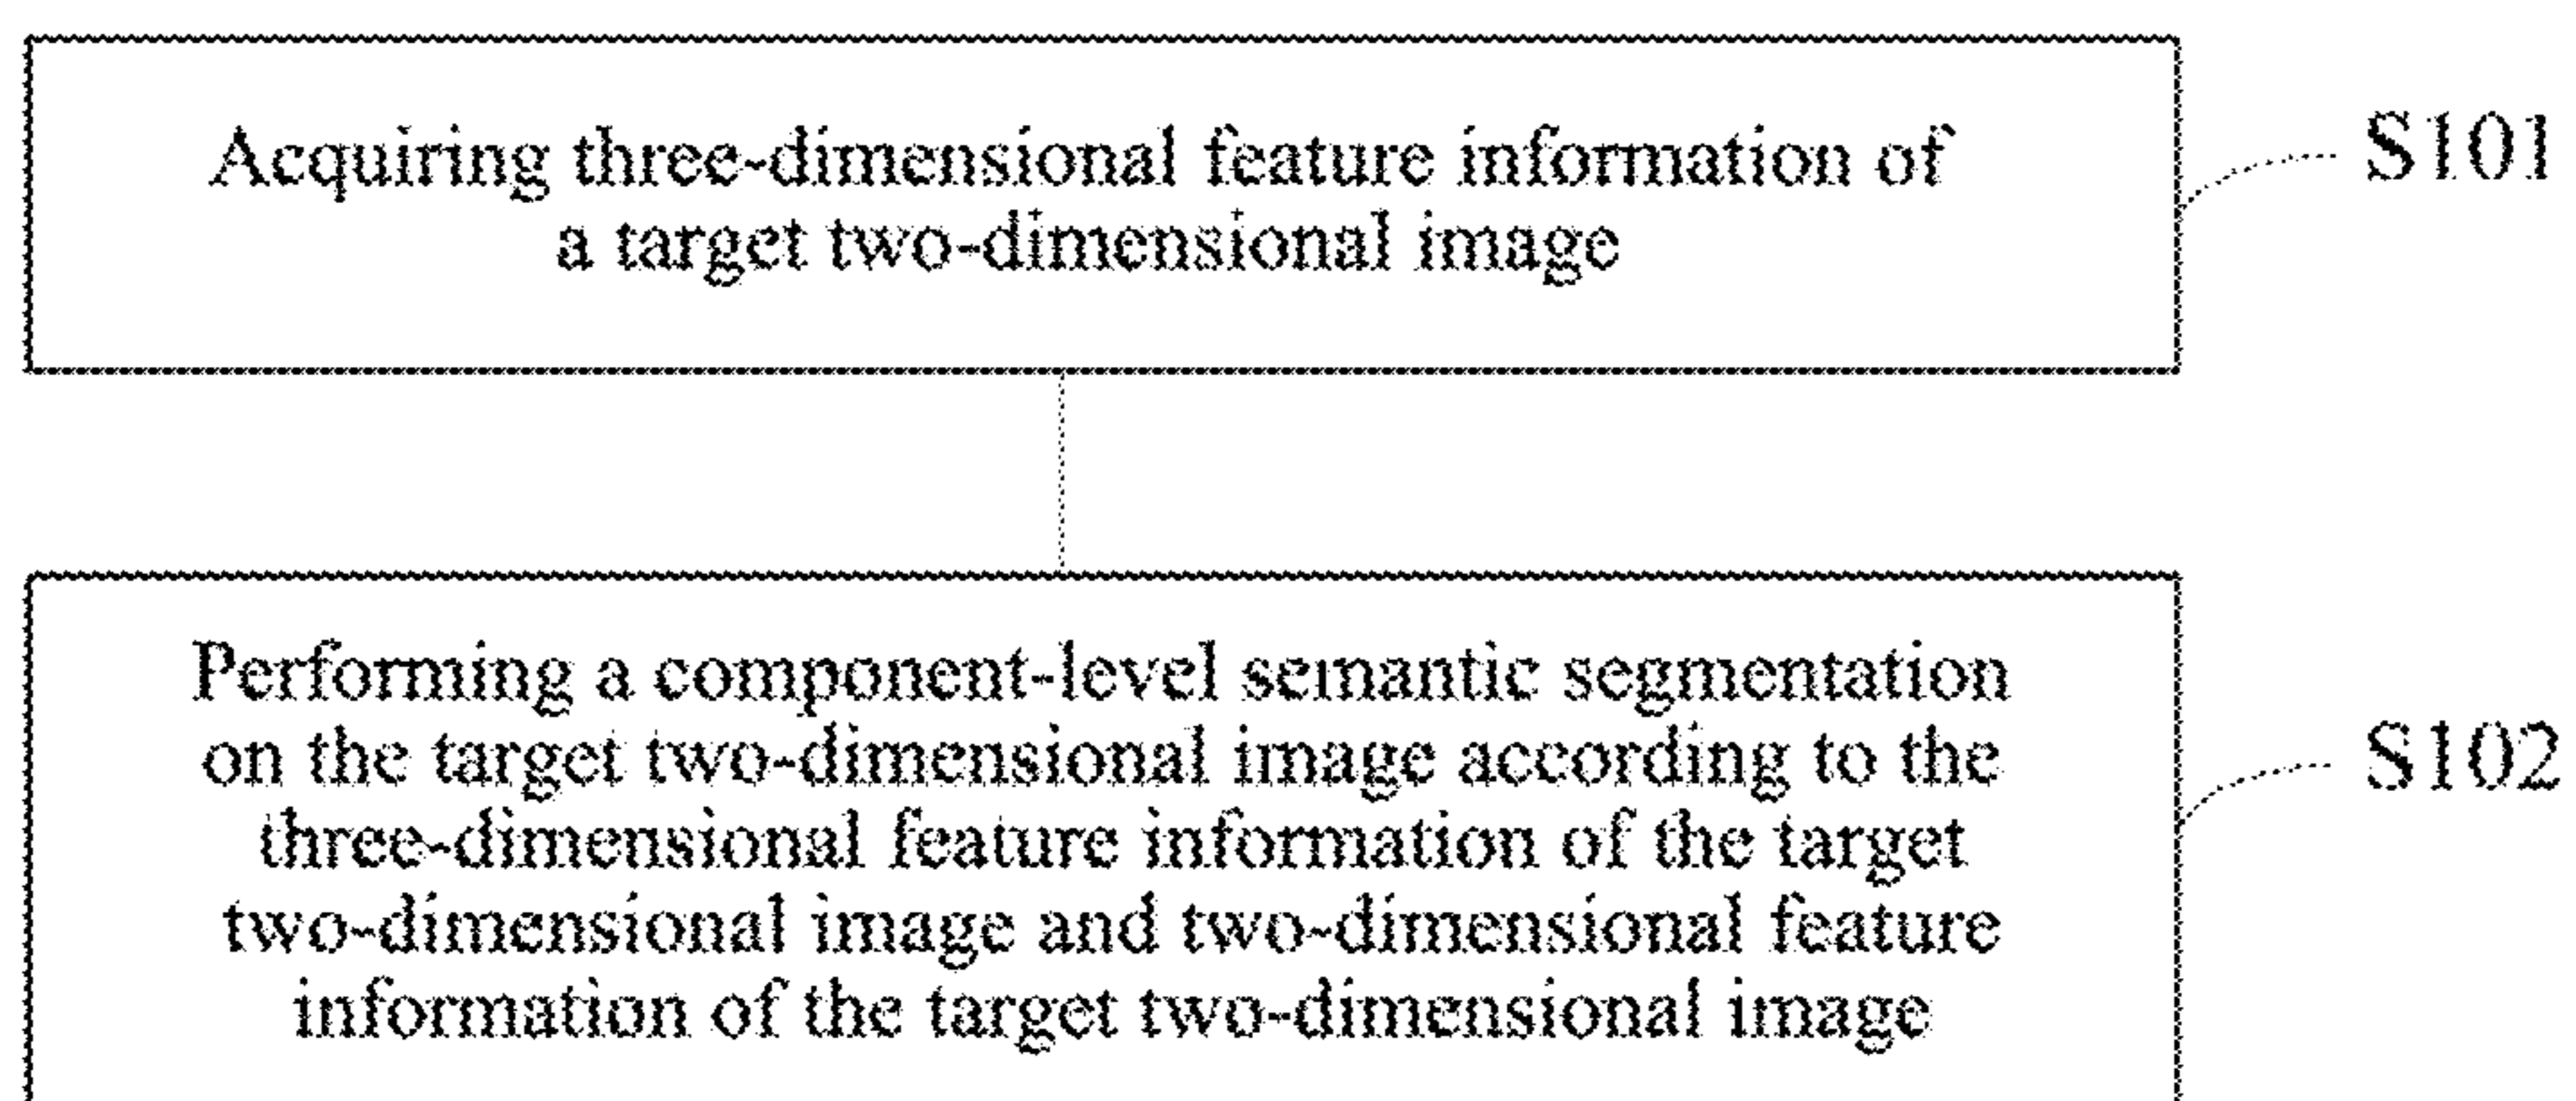 Acquiring three-dimensional feature information of
a target two-dimensional image
S101
Performing a component-level semantic segmentation
on the target two-dimensional image according to the
three-dimensional feature information of the target
two-dimensional image and two-dimensional feature
information of the target two-dimensional image
S102